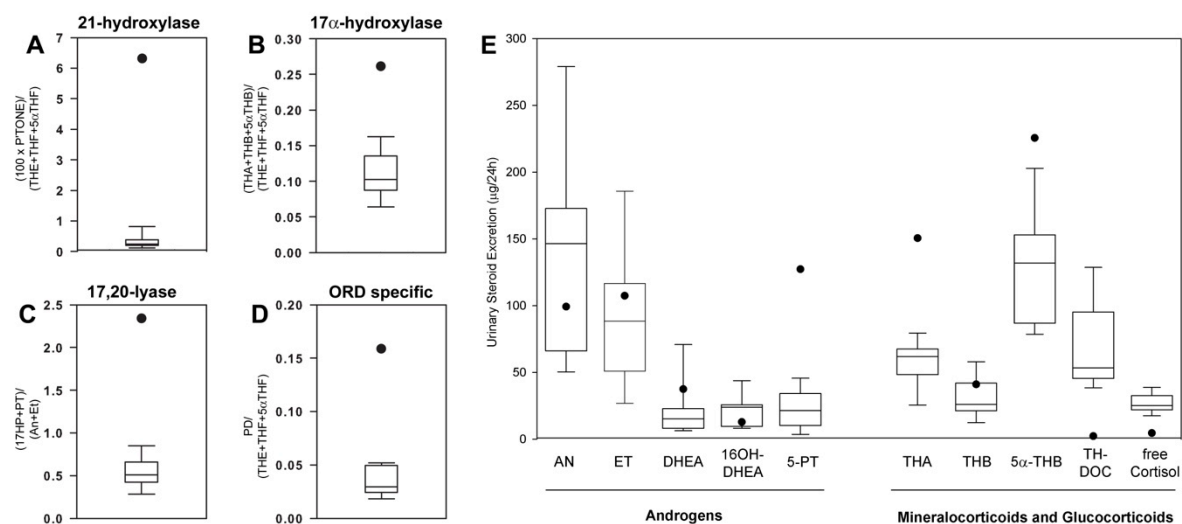 A
21-hydroxylase
7
6
5
4
3
2
1
0
(100 x P'TONE)/
(THE+THF+5αTHF)
B
17α-hydroxylase
0.30
0.25
0.20
0.15
0.10
0.05
0.00
(THA+THB+5αTHB)/
(THE+THF+5αTHF)
C
17,20-lyase
2.5
2.0
1.5
1.0
0.5
0.0
(17HP+PT)/
(An+Et)
D
ORD specific
0.20
0.15
0.10
0.05
0.00
PD/
(THE+THF+5αTHF)
E
300
250
200
150
100
50
0
Urinary Steroid Excretion (µg/24h)
AN ET DHEA 16OH-
DHEA 5-PT THA THB 5α-THB TH-
DOC free
Cortisol
Androgens
Mineralocorticoids and Glucocorticoids